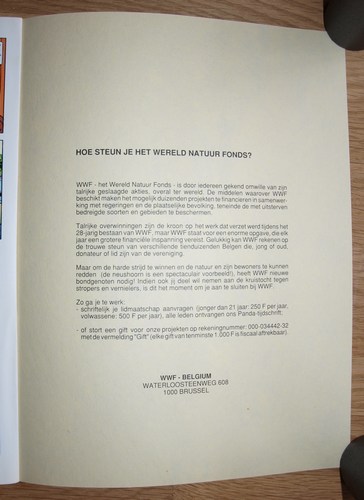 HOE STEUN JE HET WERELD NATUUR FONDS?
WWF - het Wereld Natuur Fonds - is door iedereen gekend omwille van zijn
talrijke geslaagde akties, overal ter wereld. De middelen waarover WWF
beschikt maken het mogelijk duizenden projekten te financieren in samenwer-
king met regeringen en de plaatselijke bevolking, teneinde de met uitsterven
bedreigde soorten en gebieden te beschermen.
Talrijke overwinningen zijn de kroon op het werk dat verzet werd tijdens het
28-jarig bestaan van WWF, maar WWF staat voor een enorme opgave, die elk
jaar een grotere financiële inspanning vereist. Gelukkig kan WWF rekenen op
de trouwe steun van verschillende tienduizenden Belgen die, jong of oud,
donateur of lid zijn van de vereniging.
Maar om de harde strijd te winnen en de natuur en zijn bewoners te kunnen
redden (de neushoorn is een spectaculair voorbeeld!), heeft WWF nieuwe
bondgenoten nodig! Indien ook jij deel wil nemen aan de kruistocht tegen
stropers en vernielers, is dit het moment om je aan te sluiten bij WWF.
Zo ga je te werk:
- schriftelijk je lidmaatschap aanvragen (jonger dan 21 jaar: 250 F per jaar,
volwassene: 500 F per jaar), alle leden ontvangen ons Panda-tijdschrift.
- of stort een gift voor onze projekten op rekeningnummer: 000-034442-32
met de vermelding "Gift" (elke gift van tenminste 1.000 F is fiscaal aftrekbaar).
WWF - BELGIUM
WATERLOOSTEENWEG 608
1000 BRUSSEL